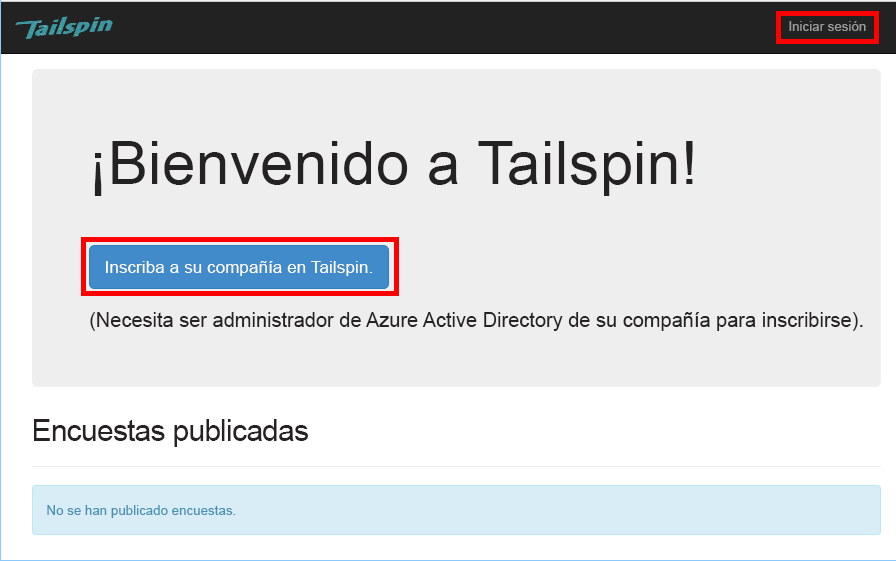 Tailspin
Iniciar sesión
¡Bienvenido a Tailspin!
Inscriba a su compañía en Tailspin.
(Necesita ser administrador de Azure Active Directory de su compañía para inscribirse).
Encuestas publicadas
No se han publicado encuestas.